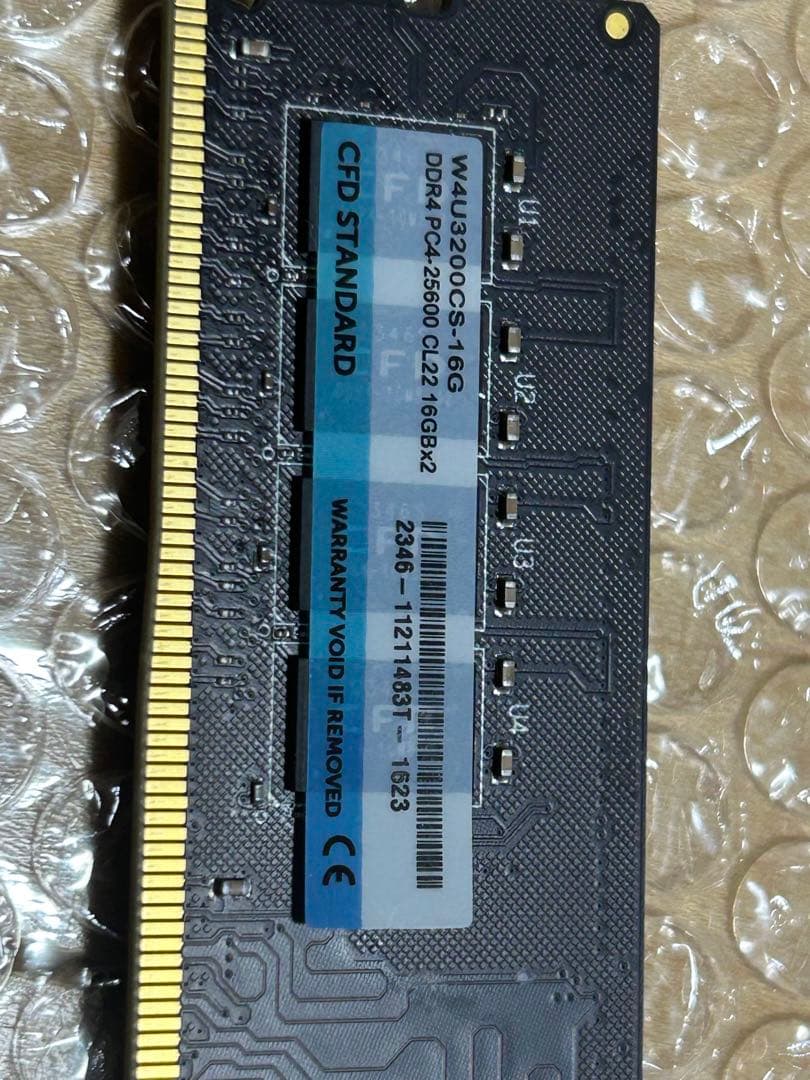 W4U3200CS-16G
DDR4 PC4-25600 CL22 16GBx2
2346-11211483T- 1623
CFD STANDARD
WARRANTY VOID IF REMOVED CE
U1
U2
U3
U4